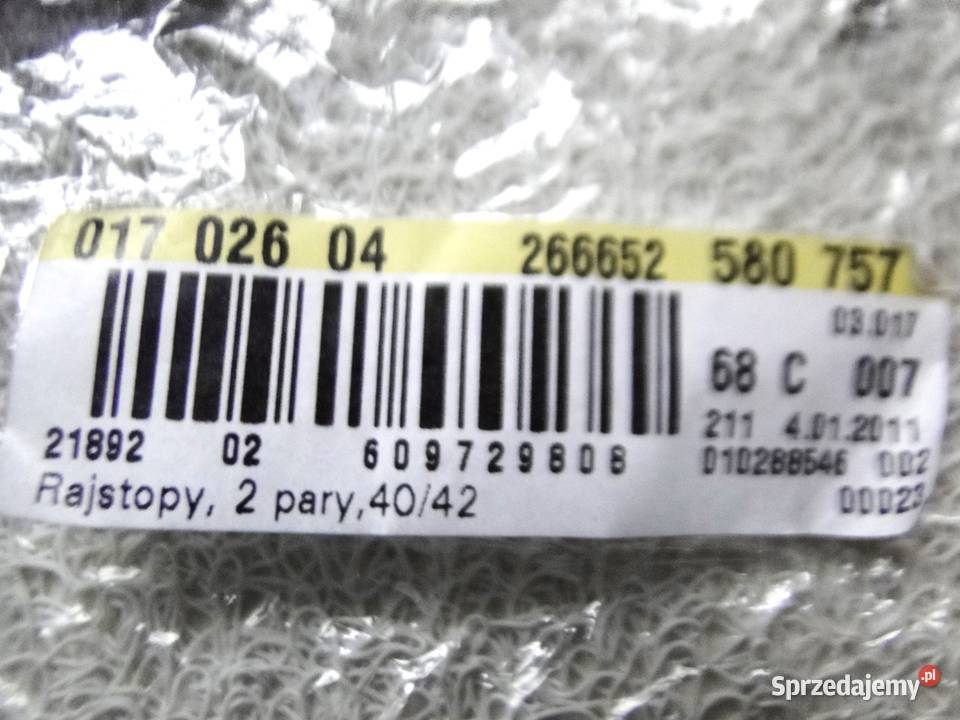 017 026 04 266652 580 757
03.017
68 C 007
211 4.01.2011
21892 02 609729808 010288546 002
Rajstopy, 2 pary,40/42 00023
Sprzedajemy.pl